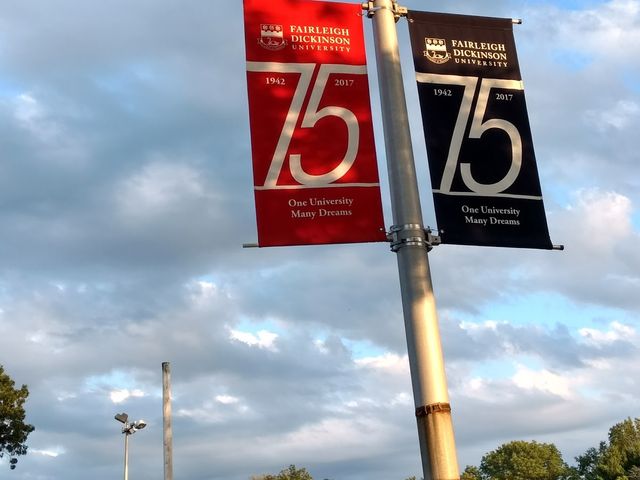 FAIRLEIGH
DICKINSON
UNIVERSITY
1942 2017
75
One University
Many Dreams
FAIRLEIGH
DICKINSON
UNIVERSITY
1942 2017
75
One University
Many Dreams